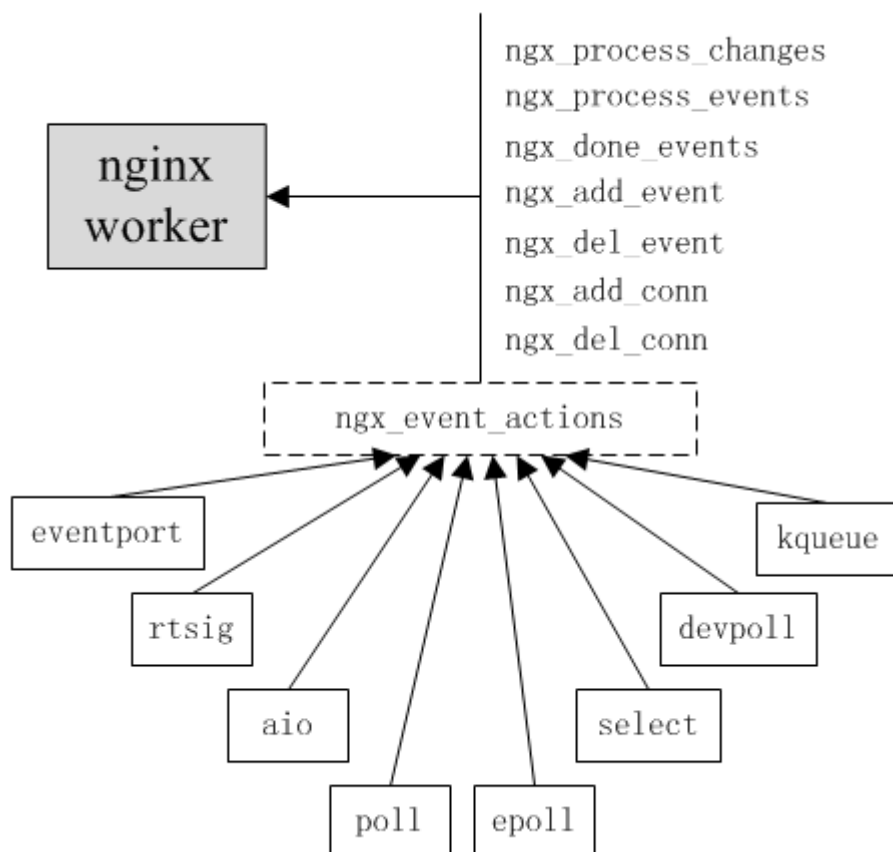 ngx_process_changes
ngx_process_events
ngx_done_events
ngx_add_event
ngx_del_event
ngx_add_conn
ngx_del_conn
nginx
worker
ngx_event_actions
eventport
kqueue
rtsig
devpoll
aio
select
poll
epoll